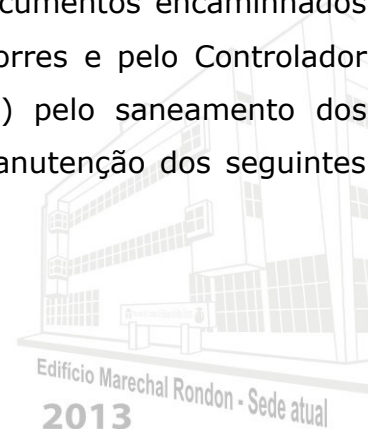 cumentos encaminhados
orres e pelo Controlador
) pelo saneamento dos
anutenção dos seguintes
Edifício Marechal Rondon - Sede atual
2013